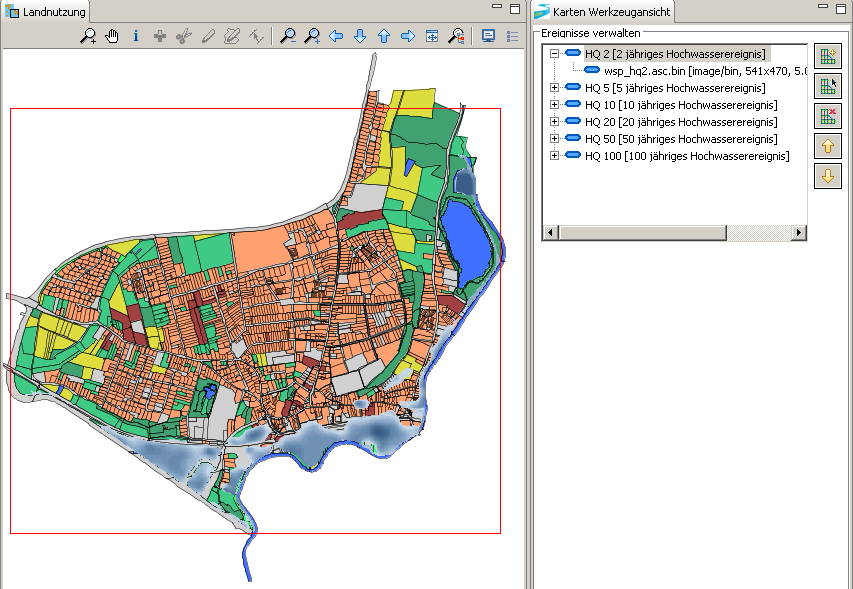 Landnutzung
Karten Werkzeugansicht
Ereignisse verwalten
HQ 2 [2 jähriges Hochwasserereignis]
wsp_hq2.asc.bin [image/bin, 541x470, 5.0
HQ 5 [5 jähriges Hochwasserereignis]
HQ 10 [10 jähriges Hochwasserereignis]
HQ 20 [20 jähriges Hochwasserereignis]
HQ 50 [50 jähriges Hochwasserereignis]
HQ 100 [100 jähriges Hochwasserereignis]